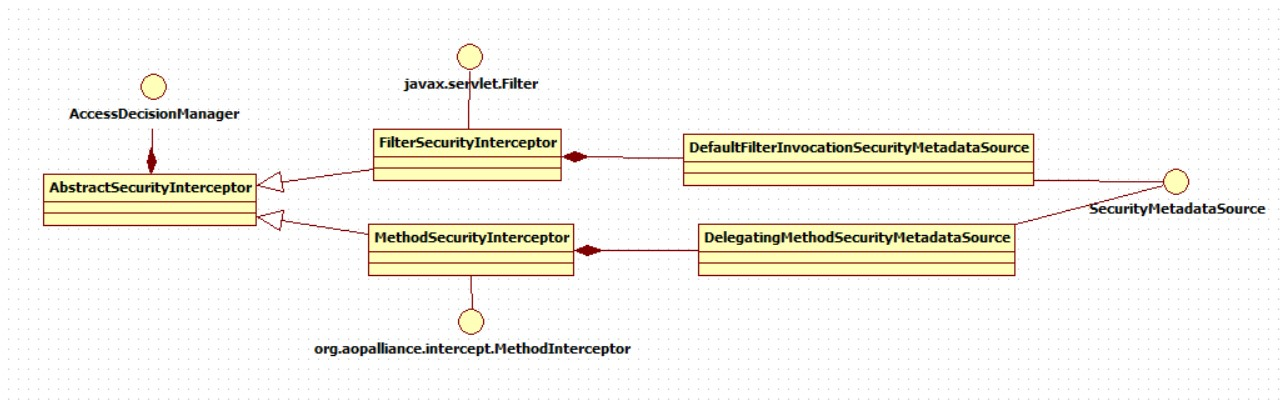 javax.servlet.Filter
AccessDecisionManager
FilterSecurityInterceptor
DefaultFilterInvocationSecurityMetadataSource
AbstractSecurityInterceptor
SecurityMetadataSource
MethodSecurityInterceptor
DelegatingMethodSecurityMetadataSource
org.aopalliance.intercept.MethodInterceptor